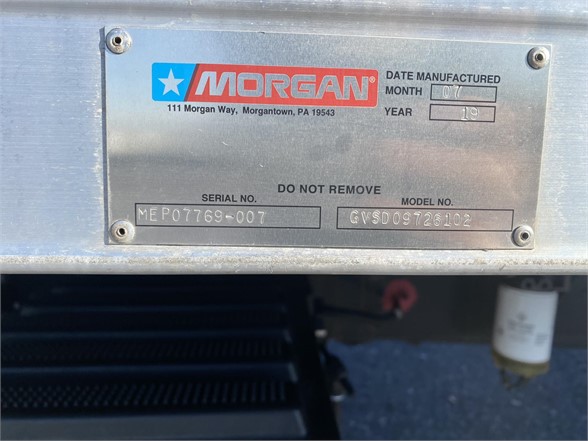 MORGAN®
111 Morgan Way, Morgantown, PA 19543
DATE MANUFACTURED
MONTH 07
YEAR 19
DO NOT REMOVE
SERIAL NO.
MEP07769-007
MODEL NO.
GVSD09726102